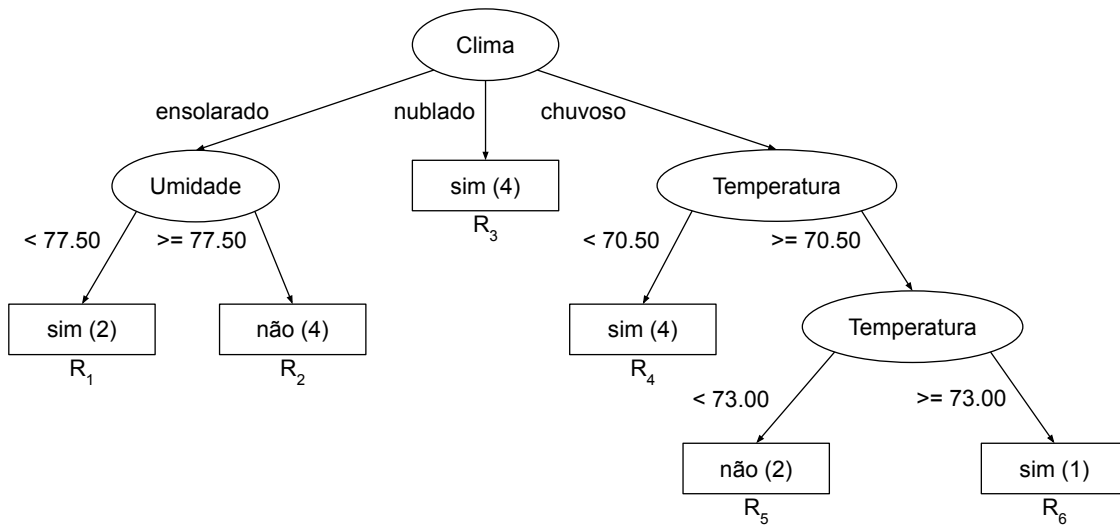 Clima
ensolarado nublado chuvoso
Umidade sim (4) Temperatura
R3
< 77.50 >= 77.50 < 70.50 >= 70.50
sim (2) não (4) sim (4) Temperatura
R1 R2 R4
< 73.00 >= 73.00
não (2) sim (1)
R5 R6